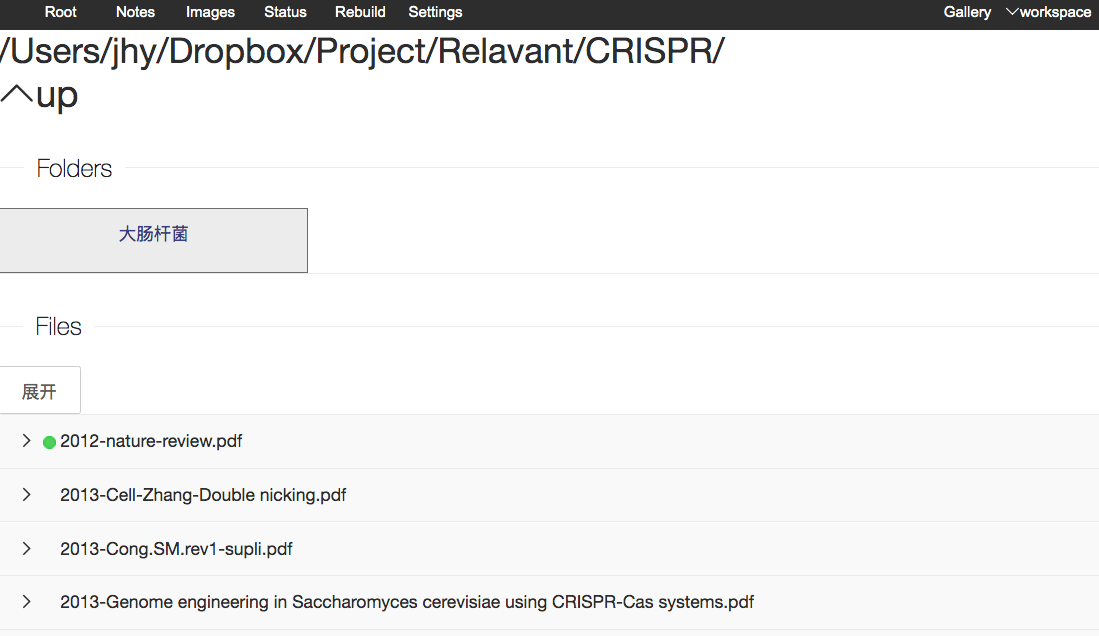 Root Notes Images Status Rebuild Settings Gallery workspace
/Users/jhy/Dropbox/Project/Relavant/CRISPR/
up
Folders
大肠杆菌
Files
展开
2012-nature-review.pdf
2013-Cell-Zhang-Double nicking.pdf
2013-Cong.SM.rev1-supli.pdf
2013-Genome engineering in Saccharomyces cerevisiae using CRISPR-Cas systems.pdf